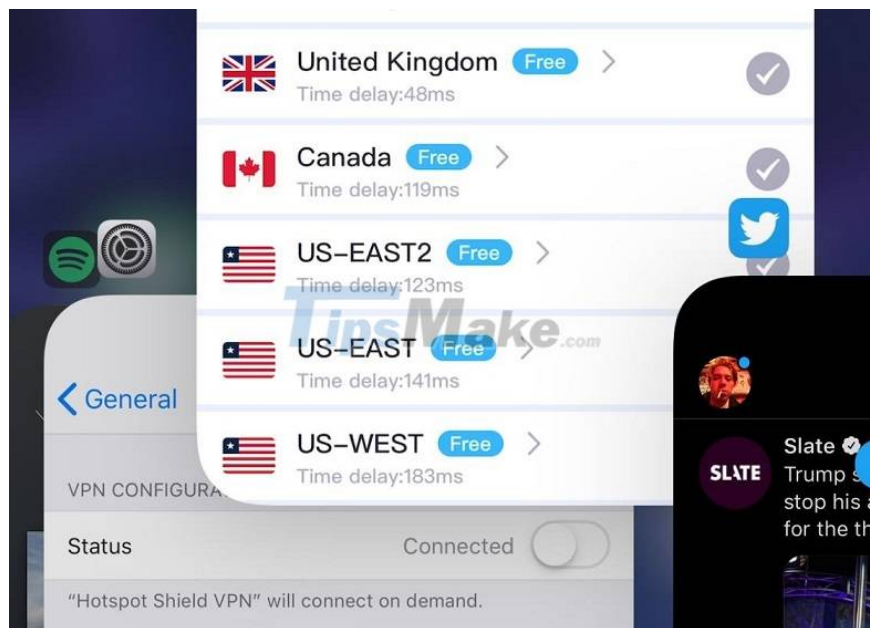 United Kingdom Free
Time delay:48ms
Canada Free
Time delay:119ms
US-EAST2 Free
Time delay:123ms
TipsMake.com
US-EAST Free
Time delay:141ms
US-WEST Free
Time delay:183ms
General
VPN CONFIGURA
Status Connected
"Hotspot Shield VPN" will connect on demand.
SLATE
Slate
Trump s
stop his a
for the th